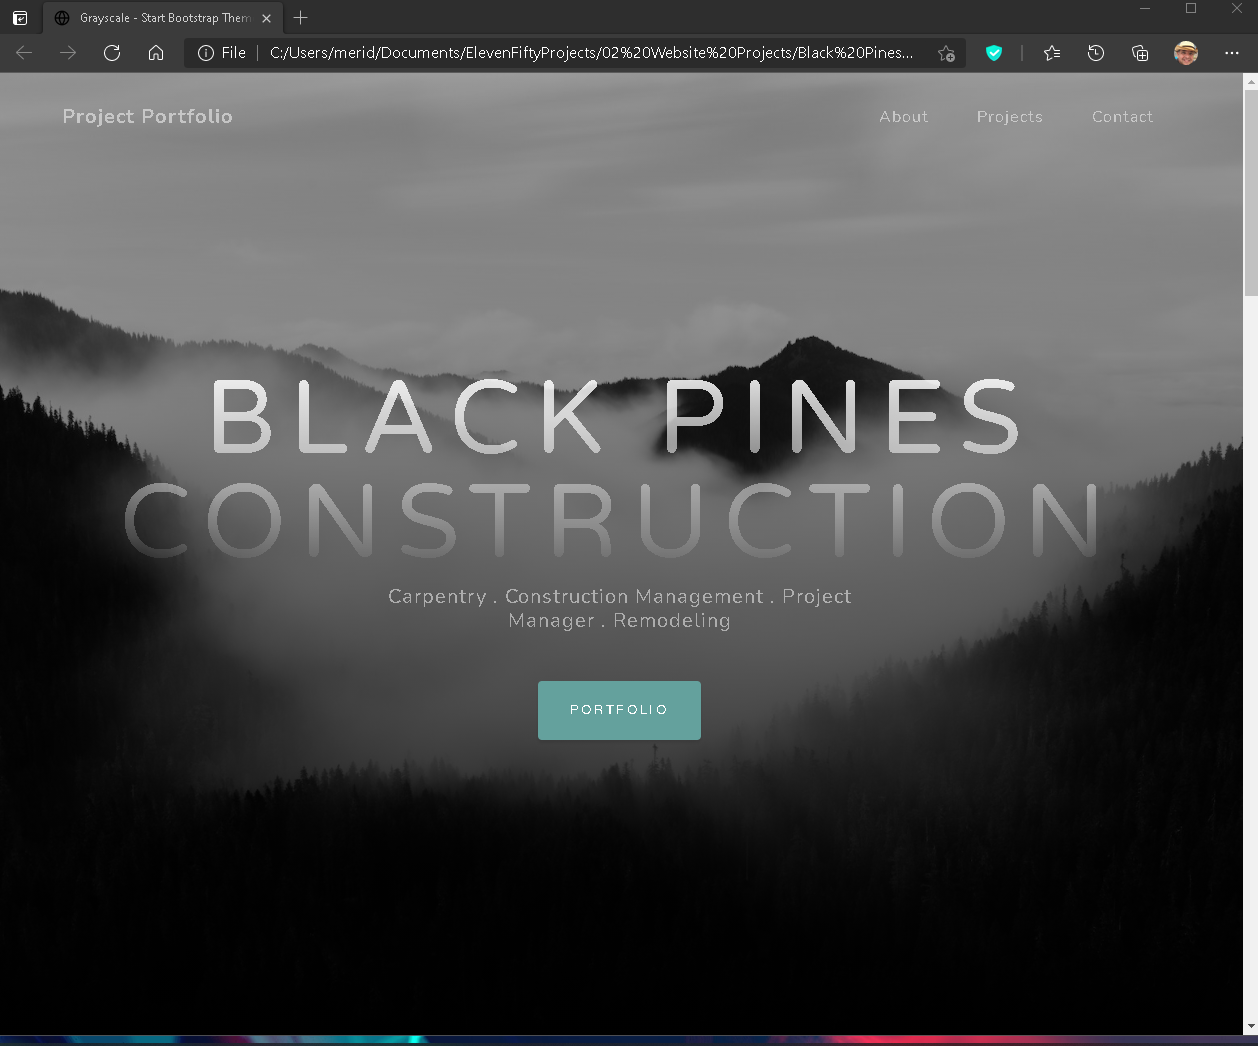 Grayscale - Start Bootstrap Them
File | C:/Users/merid/Documents/ElevenFiftyProjects/02%20Website%20Projects/Black%20Pines...
Project Portfolio
About Projects Contact
BLACK PINES
CONSTRUCTION
Carpentry . Construction Management . Project
Manager . Remodeling
PORTFOLIO